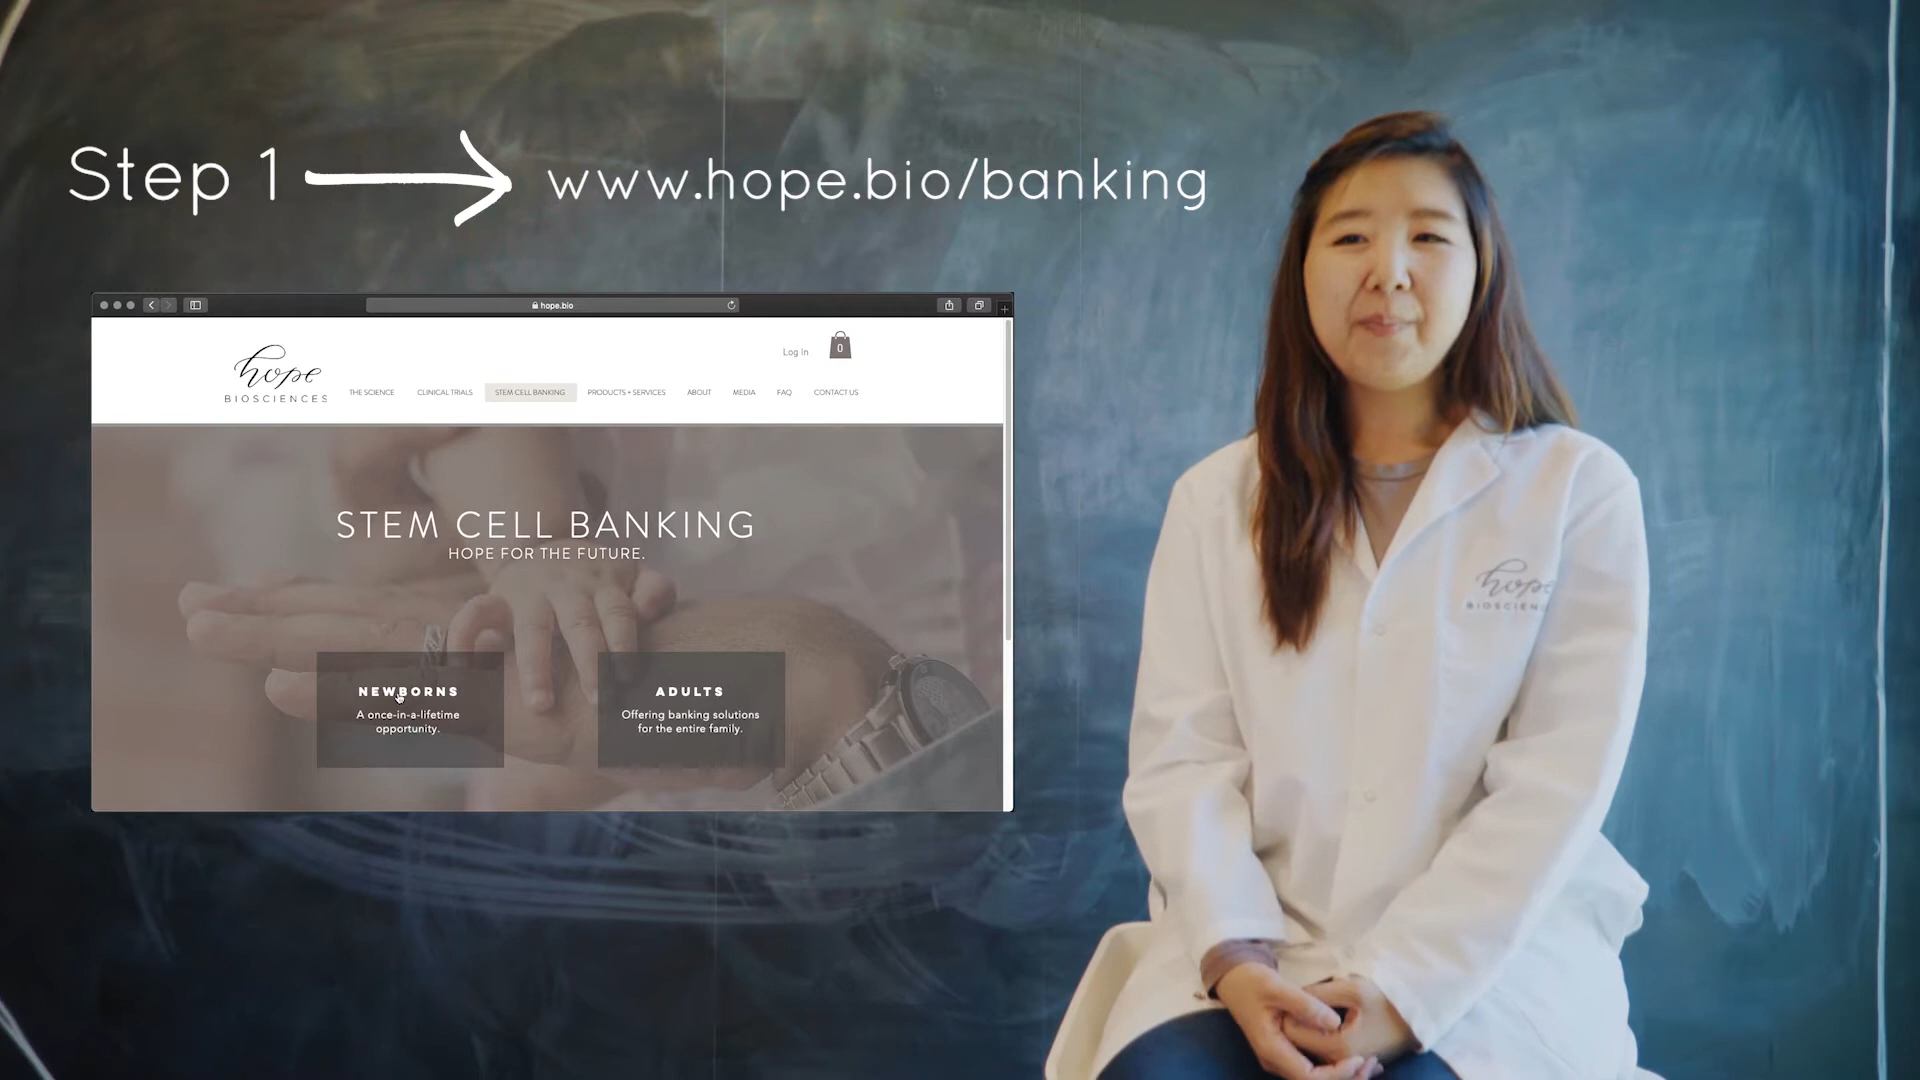 Step 1
www.hope.bio/banking
hope.bio
Log In
0
hope
BIOSCIENCES
THE SCIENCE
CLINICAL TRIALS
STEM CELL BANKING
PRODUCTS + SERVICES
ABOUT
MEDIA
FAQ
CONTACT US
STEM CELL BANKING
HOPE FOR THE FUTURE.
NEWBORNS
A once-in-a-lifetime
opportunity.
ADULTS
Offering banking solutions
for the entire family.
hope
BIOSCIEN